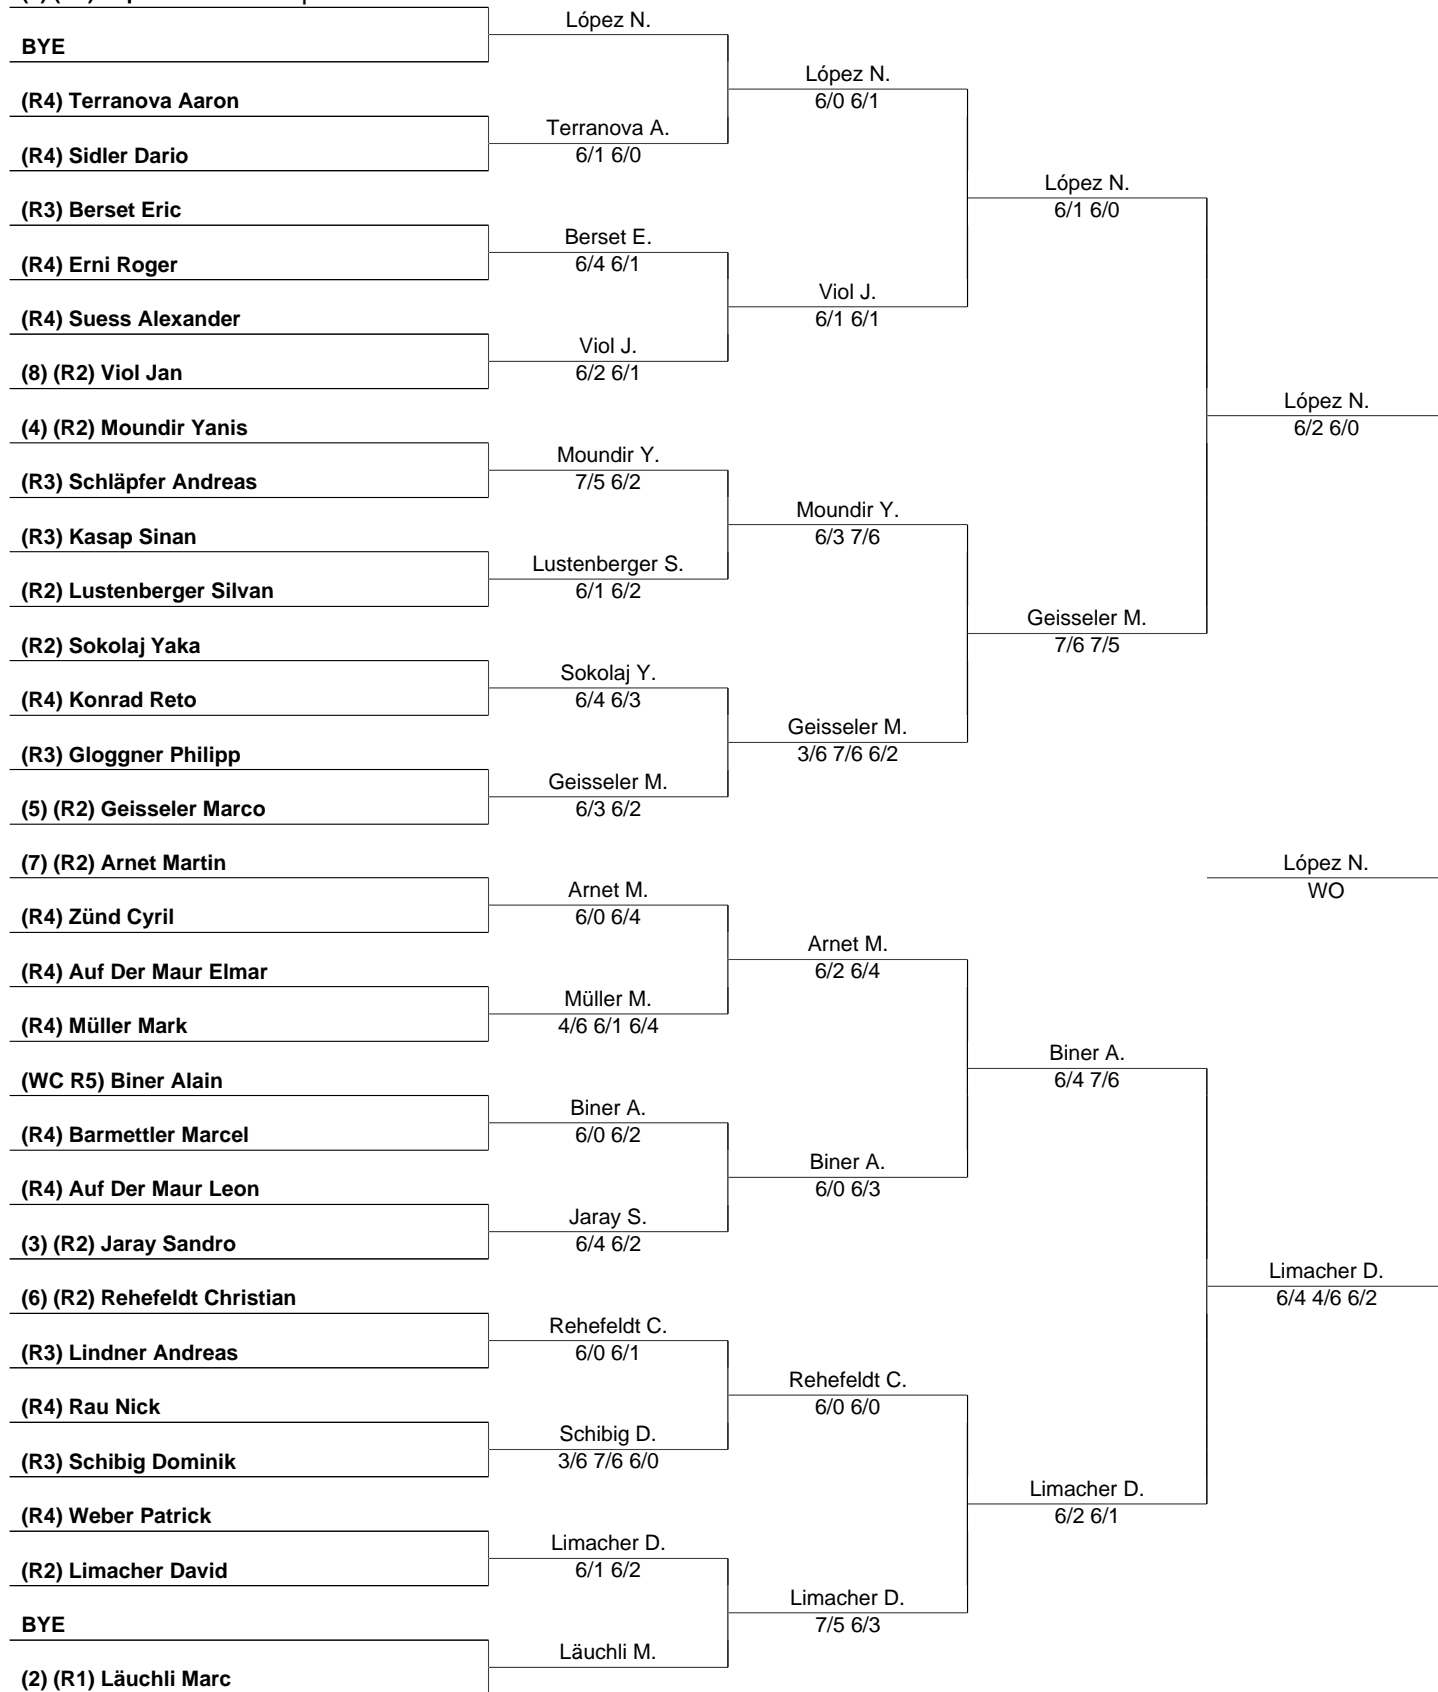 BYE
(R4) Terranova Aaron
(R4) Sidler Dario
(R3) Berset Eric
(R4) Erni Roger
(R4) Suess Alexander
(8) (R2) Viol Jan
(4) (R2) Moundir Yanis
(R3) Schläpfer Andreas
(R3) Kasap Sinan
(R2) Lustenberger Silvan
(R2) Sokolaj Yaka
(R4) Konrad Reto
(R3) Gloggner Philipp
(5) (R2) Geisseler Marco
(7) (R2) Arnet Martin
(R4) Zünd Cyril
(R4) Auf Der Maur Elmar
(R4) Müller Mark
(WC R5) Biner Alain
(R4) Barmettler Marcel
(R4) Auf Der Maur Leon
(3) (R2) Jaray Sandro
(6) (R2) Rehefeldt Christian
(R3) Lindner Andreas
(R4) Rau Nick
(R3) Schibig Dominik
(R4) Weber Patrick
(R2) Limacher David
BYE
(2) (R1) Läuchli Marc
López N.
Terranova A.
6/1 6/0
Berset E.
6/4 6/1
Viol J.
6/2 6/1
Moundir Y.
7/5 6/2
Lustenberger S.
6/1 6/2
Sokolaj Y.
6/4 6/3
Geisseler M.
6/3 6/2
Arnet M.
6/0 6/4
Müller M.
4/6 6/1 6/4
Biner A.
6/0 6/2
Jaray S.
6/4 6/2
Rehefeldt C.
6/0 6/1
Schibig D.
3/6 7/6 6/0
Limacher D.
6/1 6/2
Läuchli M.
López N.
6/0 6/1
Viol J.
6/1 6/1
Moundir Y.
6/3 7/6
Geisseler M.
3/6 7/6 6/2
Arnet M.
6/2 6/4
Biner A.
6/0 6/3
Rehefeldt C.
6/0 6/0
Limacher D.
7/5 6/3
López N.
6/1 6/0
Geisseler M.
7/6 7/5
Biner A.
6/4 7/6
Limacher D.
6/2 6/1
López N.
6/2 6/0
López N.
WO
Limacher D.
6/4 4/6 6/2